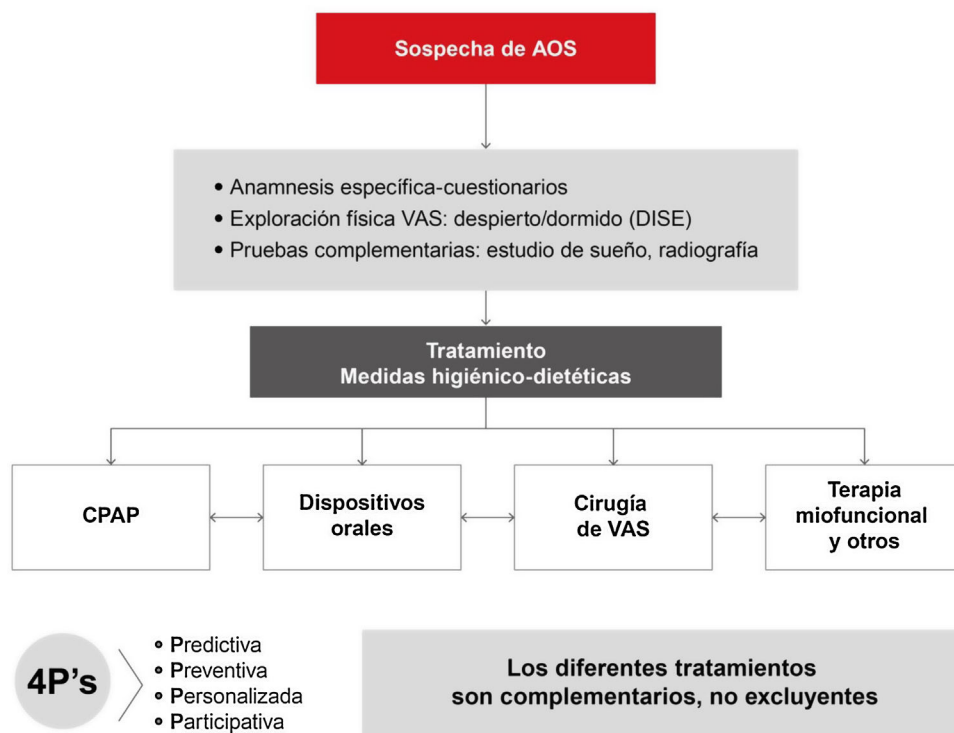 Sospecha de AOS
• Anamnesis específica-cuestionarios
• Exploración física VAS: despierto/dormido (DISE)
• Pruebas complementarias: estudio de sueño, radiografía
Tratamiento
Medidas higiénico-dietéticas
CPAP
Dispositivos
orales
Cirugía
de VAS
Terapia
miofuncional
y otros
4P’s
• Predictiva
• Preventiva
• Personalizada
• Participativa
Los diferentes tratamientos
son complementarios, no excluyentes